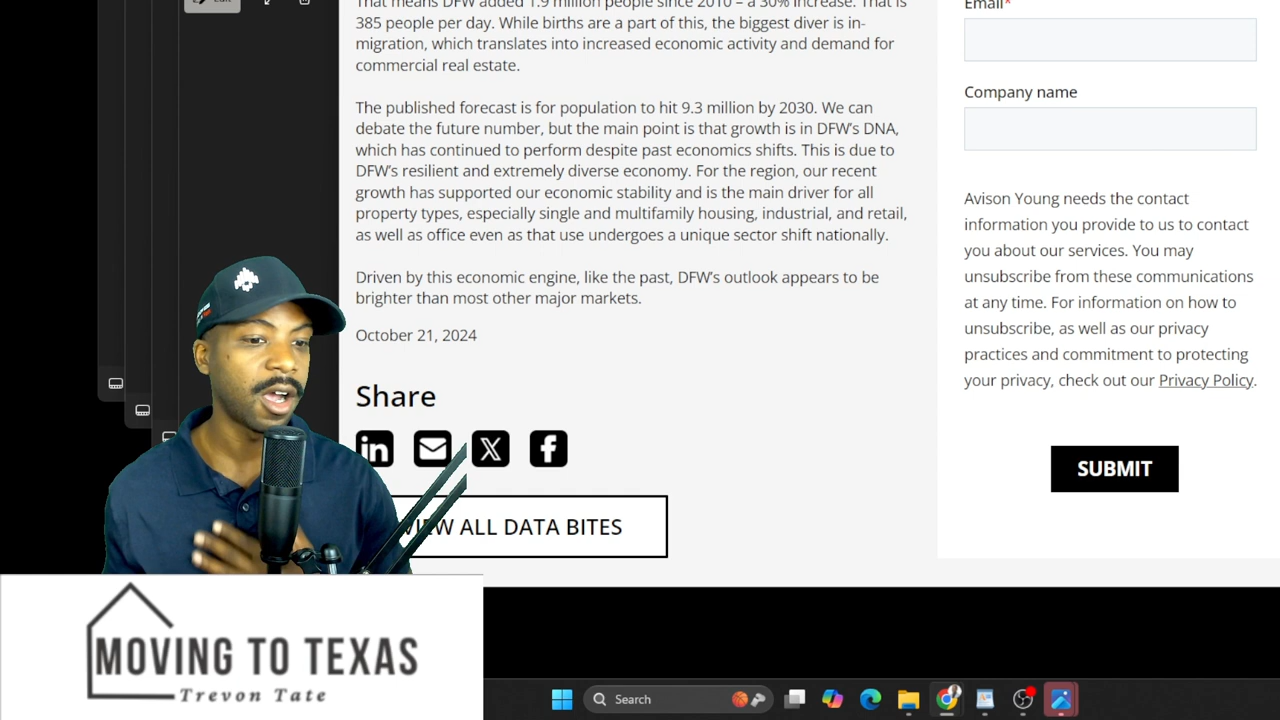 That means DFW added 1.9 million people since 2010 – a 30% increase. That is
385 people per day. While births are a part of this, the biggest diver is in-
migration, which translates into increased economic activity and demand for
commercial real estate.
The published forecast is for population to hit 9.3 million by 2030. We can
debate the future number, but the main point is that growth is in DFW's DNA,
which has continued to perform despite past economics shifts. This is due to
DFW's resilient and extremely diverse economy. For the region, our recent
growth has supported our economic stability and is the main driver for all
property types, especially single and multifamily housing, industrial, and retail,
as well as office even as that use undergoes a unique sector shift nationally.
Driven by this economic engine, like the past, DFW's outlook appears to be
brighter than most other major markets.
October 21, 2024
Share
VIEW ALL DATA BITES
Email*
Company name
Avison Young needs the contact
information you provide to us to contact
you about our services. You may
unsubscribe from these communications
at any time. For information on how to
unsubscribe, as well as our privacy
practices and commitment to protecting
your privacy, check out our Privacy Policy.
SUBMIT
MOVING TO TEXAS
Trevon Tate
Search